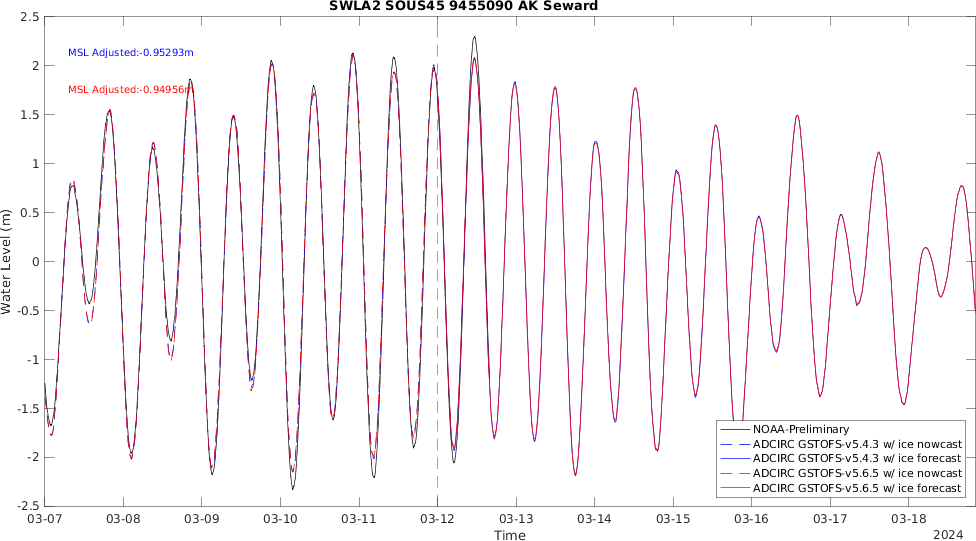 SWLA2 SOUS45 9455090 AK Seward
2.5
2
1.5
1
0.5
0
-0.5
-1
-1.5
-2
-2.5
Water Level (m)
MSL Adjusted:-0.95293m
MSL Adjusted:-0.94956m
NOAA-Preliminary
ADCIRC GSTOFS-v5.4.3 w/ ice nowcast
ADCIRC GSTOFS-v5.4.3 w/ ice forecast
ADCIRC GSTOFS-v5.6.5 w/ ice nowcast
ADCIRC GSTOFS-v5.6.5 w/ ice forecast
03-07 03-08 03-09 03-10 03-11 03-12 03-13 03-14 03-15 03-16 03-17 03-18
Time
2024